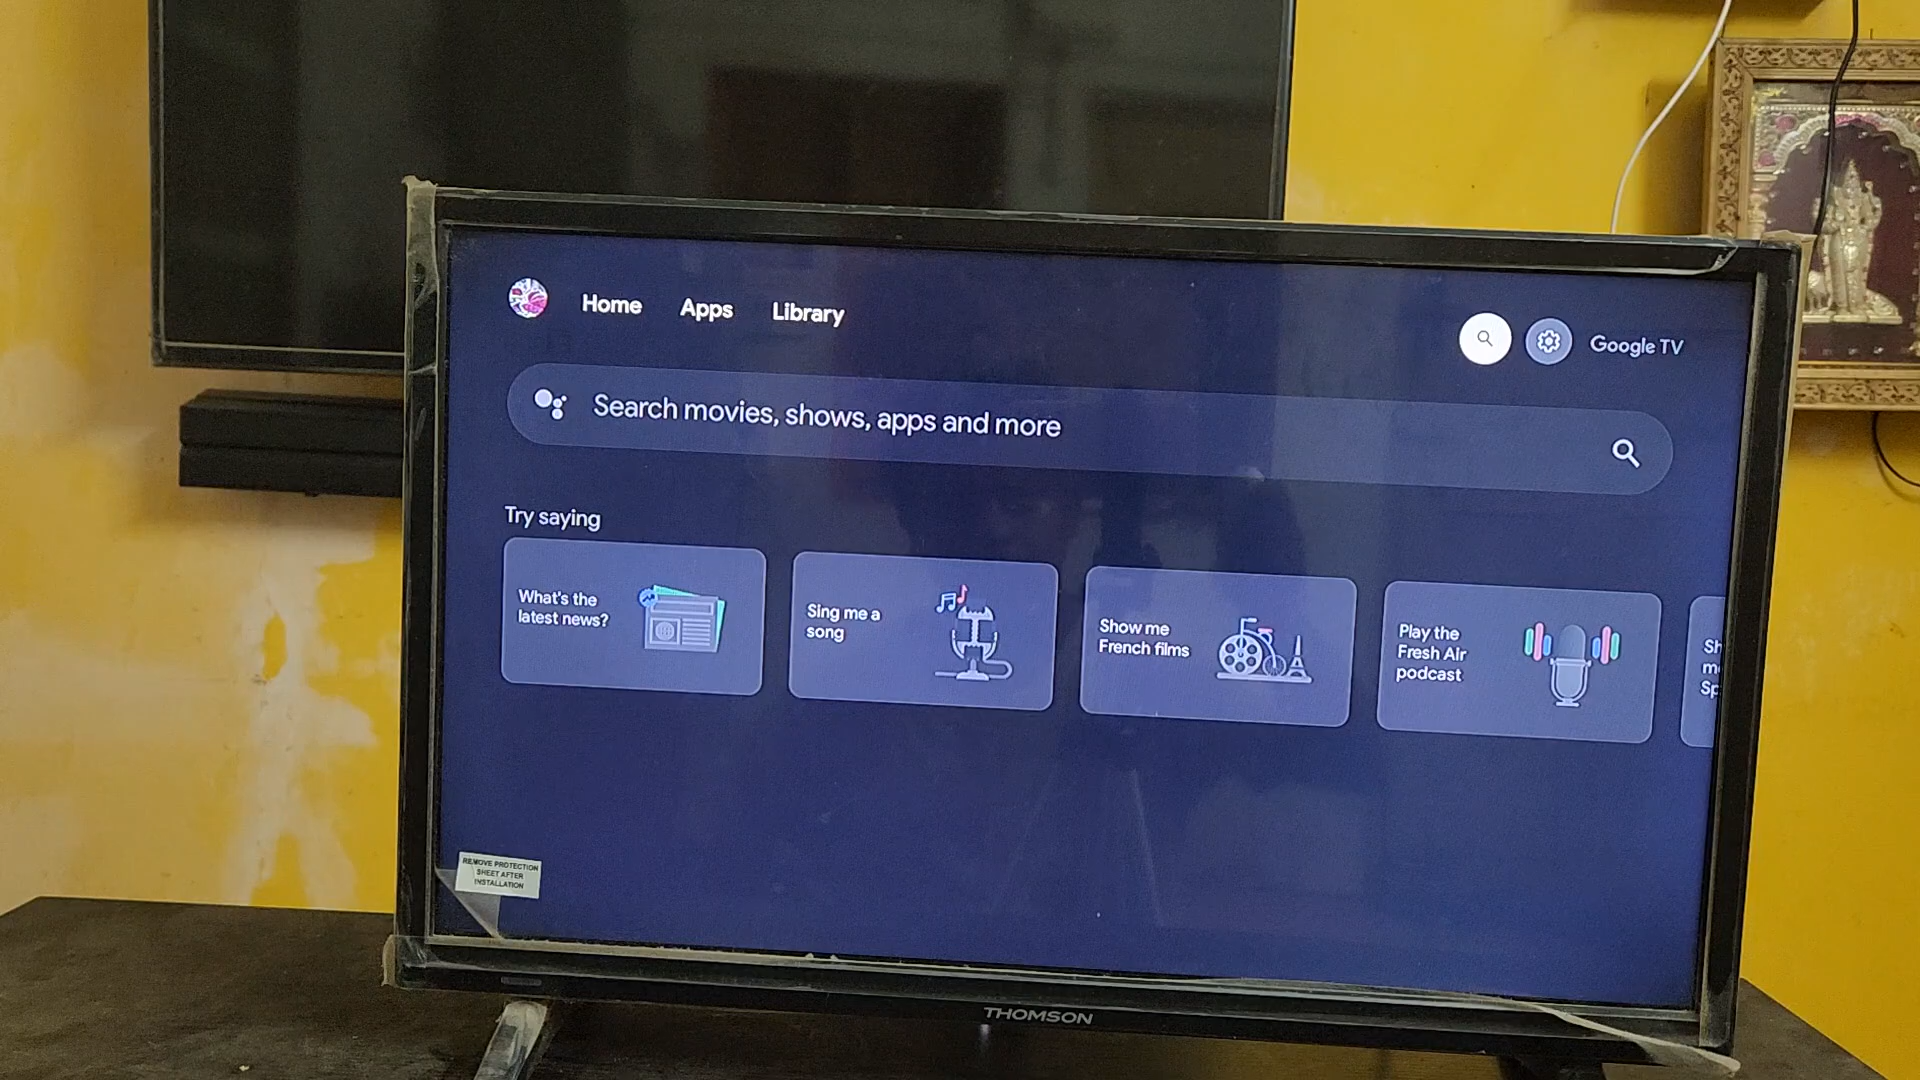 Home Apps Library
Google TV
Search movies, shows, apps and more
Try saying
What's the
latest news?
Sing me a
song
Show me
French films
Play the
Fresh Air
podcast
REMOVE PROTECTION
SHEET AFTER
INSTALLATION
THOMSON